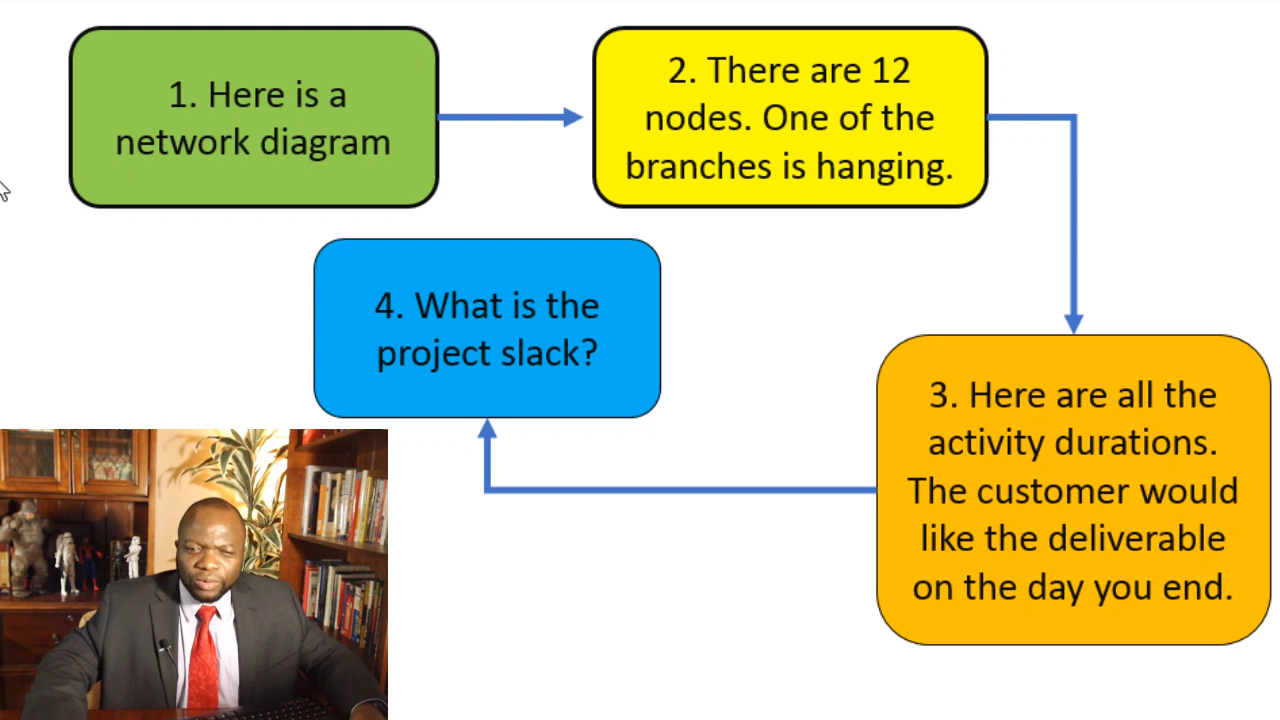 1. Here is a
network diagram
2. There are 12
nodes. One of the
branches is hanging.
3. Here are all the
activity durations.
The customer would
like the deliverable
on the day you end.
4. What is the
project slack?